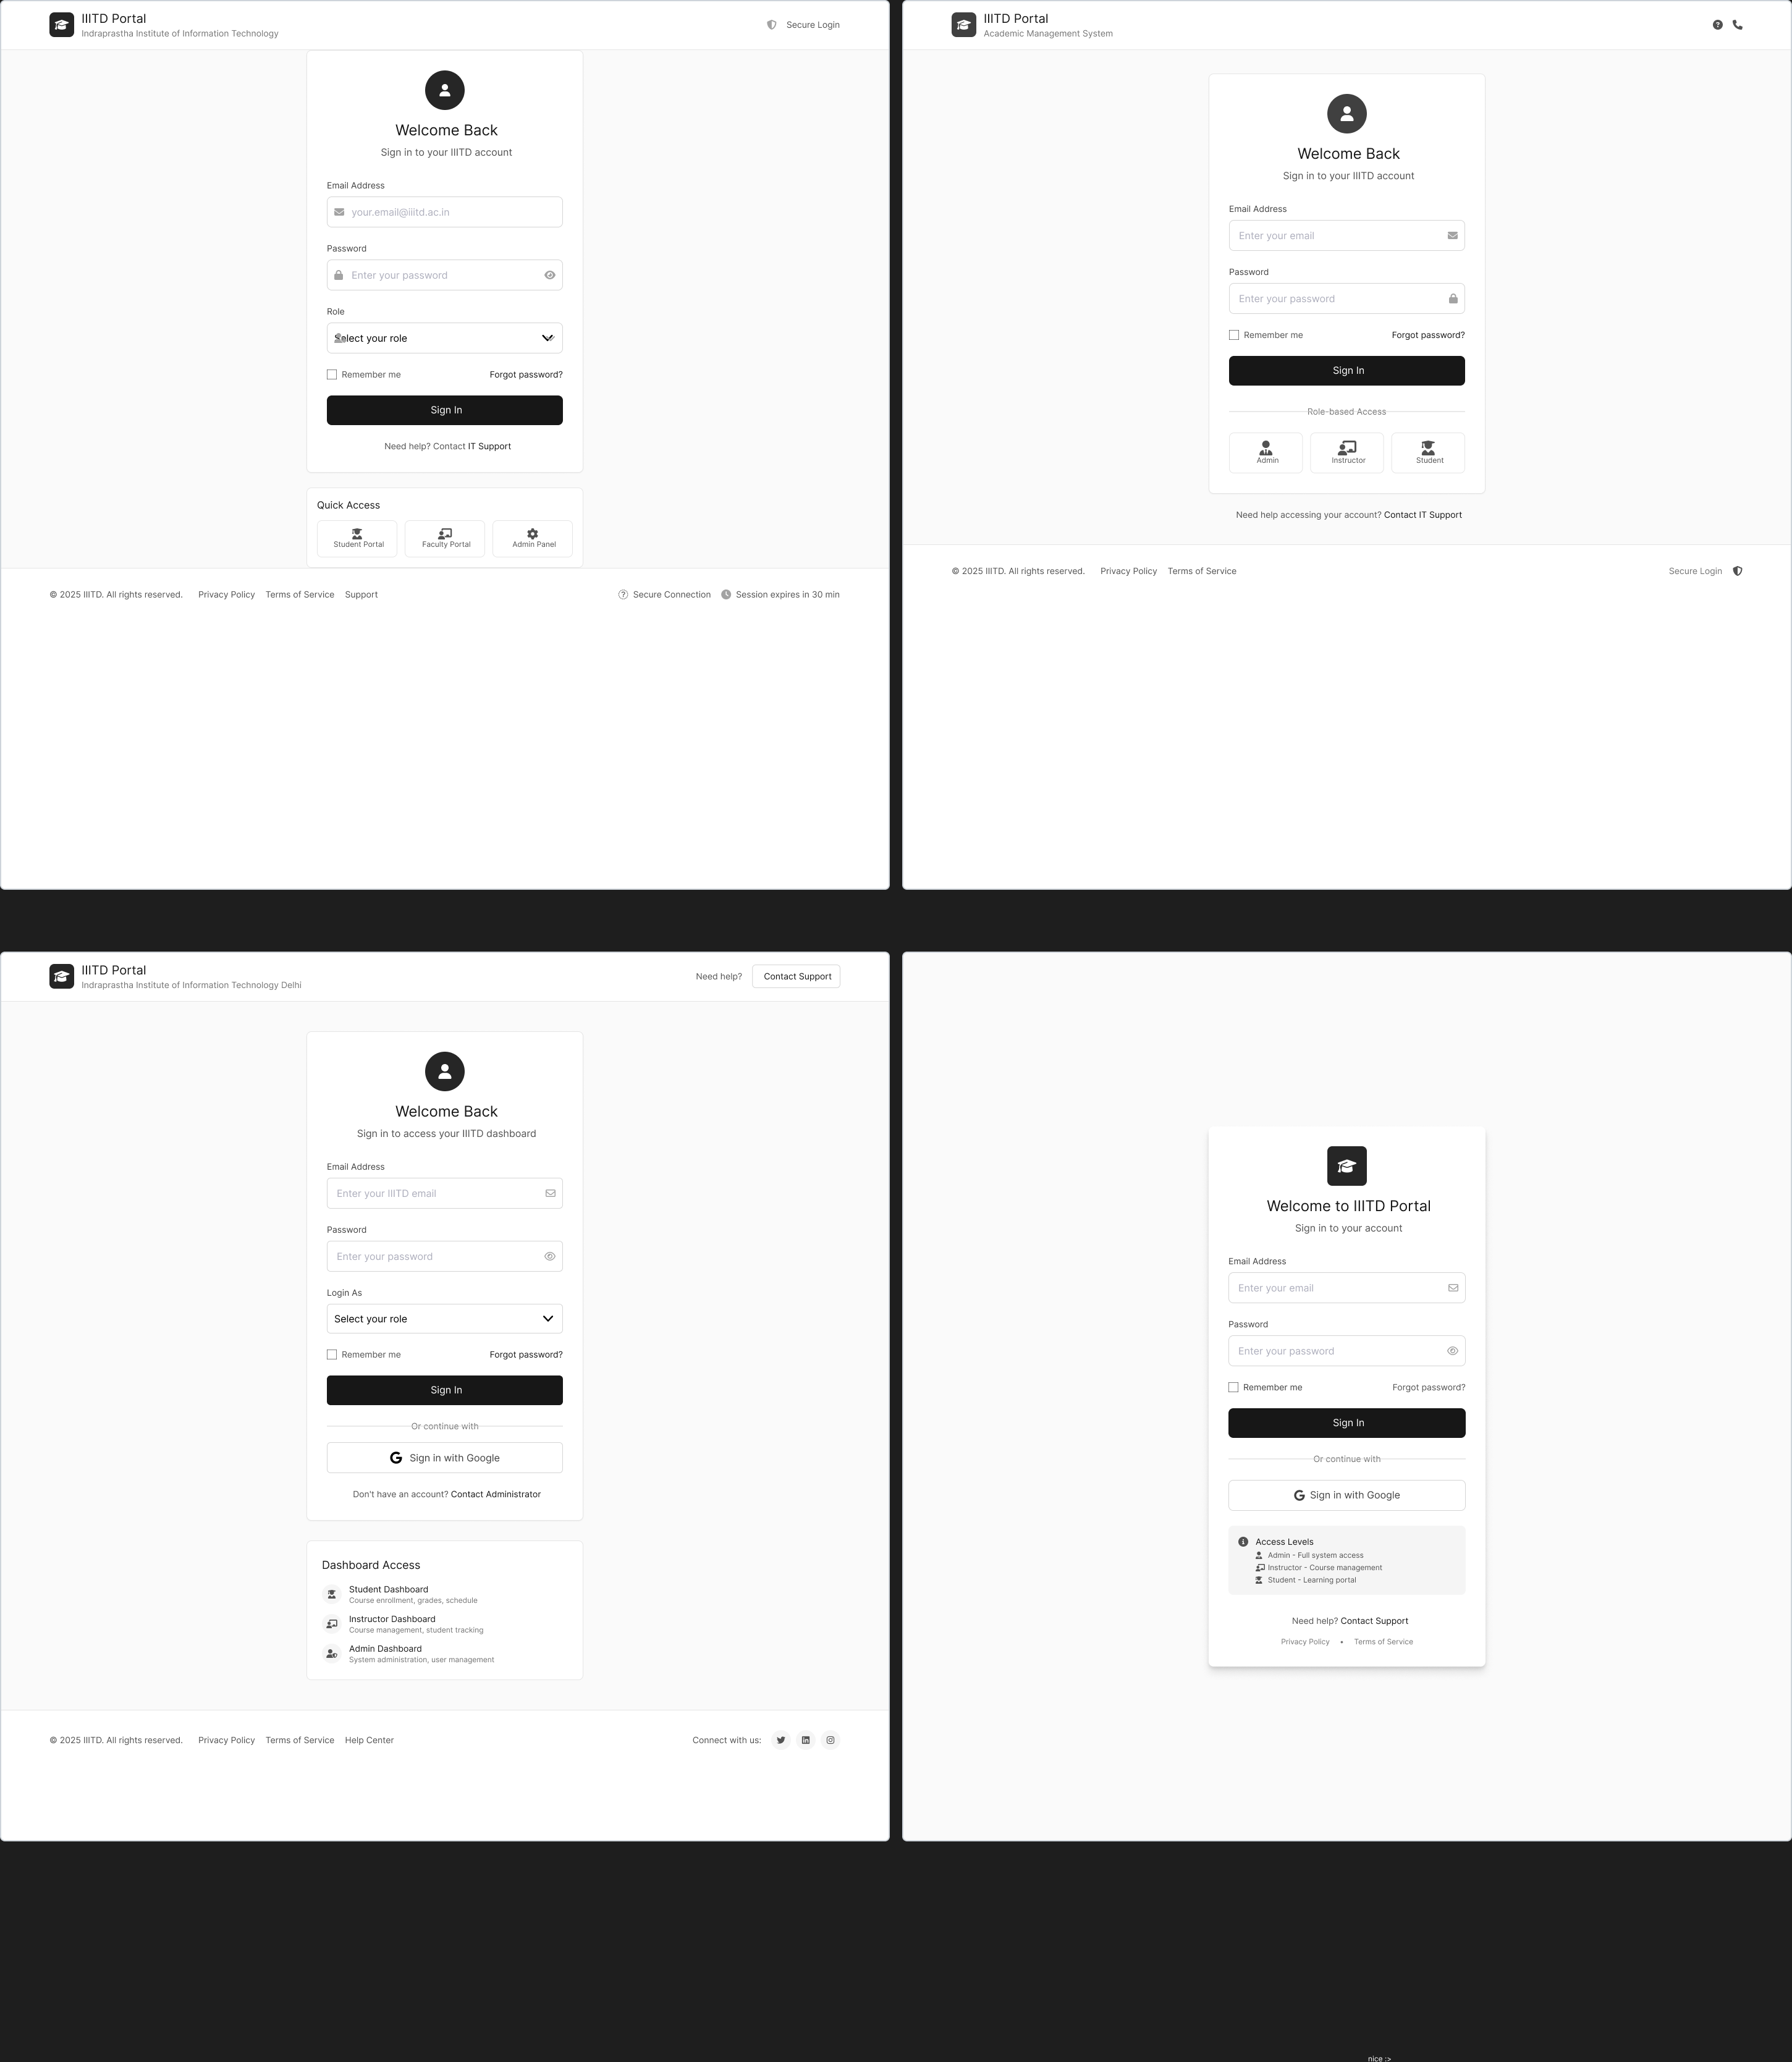 IIITD Portal
Indraprastha Institute of Information Technology
Secure Login
Welcome Back
Sign in to your IIITD account
Email Address
your.email@iiitd.ac.in
Password
Enter your password
Role
Select your role
Remember me
Forgot password?
Sign In
Need help? Contact IT Support
Quick Access
Student Portal
Faculty Portal
Admin Panel
© 2025 IIITD. All rights reserved.
Privacy Policy
Terms of Service
Support
Secure Connection
Session expires in 30 min
IIITD Portal
Academic Management System
Welcome Back
Sign in to your IIITD account
Email Address
Enter your email
Password
Enter your password
Remember me
Forgot password?
Sign In
Role-based Access
Admin
Instructor
Student
Need help accessing your account? Contact IT Support
© 2025 IIITD. All rights reserved.
Privacy Policy
Terms of Service
Secure Login
IIITD Portal
Indraprastha Institute of Information Technology Delhi
Need help?
Contact Support
Welcome Back
Sign in to access your IIITD dashboard
Email Address
Enter your IIITD email
Password
Enter your password
Login As
Select your role
Remember me
Forgot password?
Sign In
Or continue with
Sign in with Google
Don't have an account? Contact Administrator
Dashboard Access
Student Dashboard
Course enrollment, grades, schedule
Instructor Dashboard
Course management, student tracking
Admin Dashboard
System administration, user management
© 2025 IIITD. All rights reserved.
Privacy Policy
Terms of Service
Help Center
Connect with us:
Welcome to IIITD Portal
Sign in to your account
Email Address
Enter your email
Password
Enter your password
Remember me
Forgot password?
Sign In
Or continue with
Sign in with Google
Access Levels
Admin - Full system access
Instructor - Course management
Student - Learning portal
Need help? Contact Support
Privacy Policy • Terms of Service
nice :>